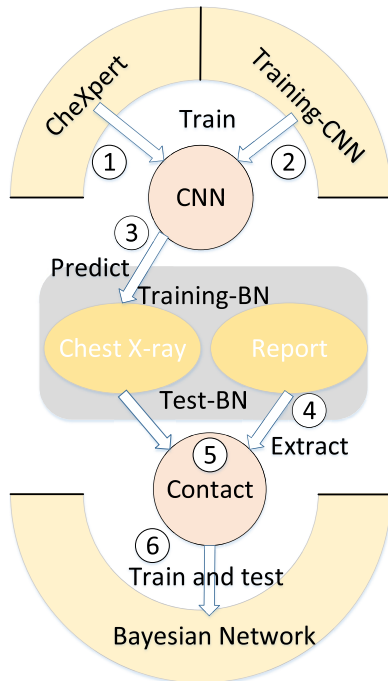 CheXpert
Training-CNN
Train
1
2
CNN
3
Predict
Training-BN
Chest X-ray
Report
Test-BN
4
Extract
5
Contact
6
Train and test
Bayesian Network